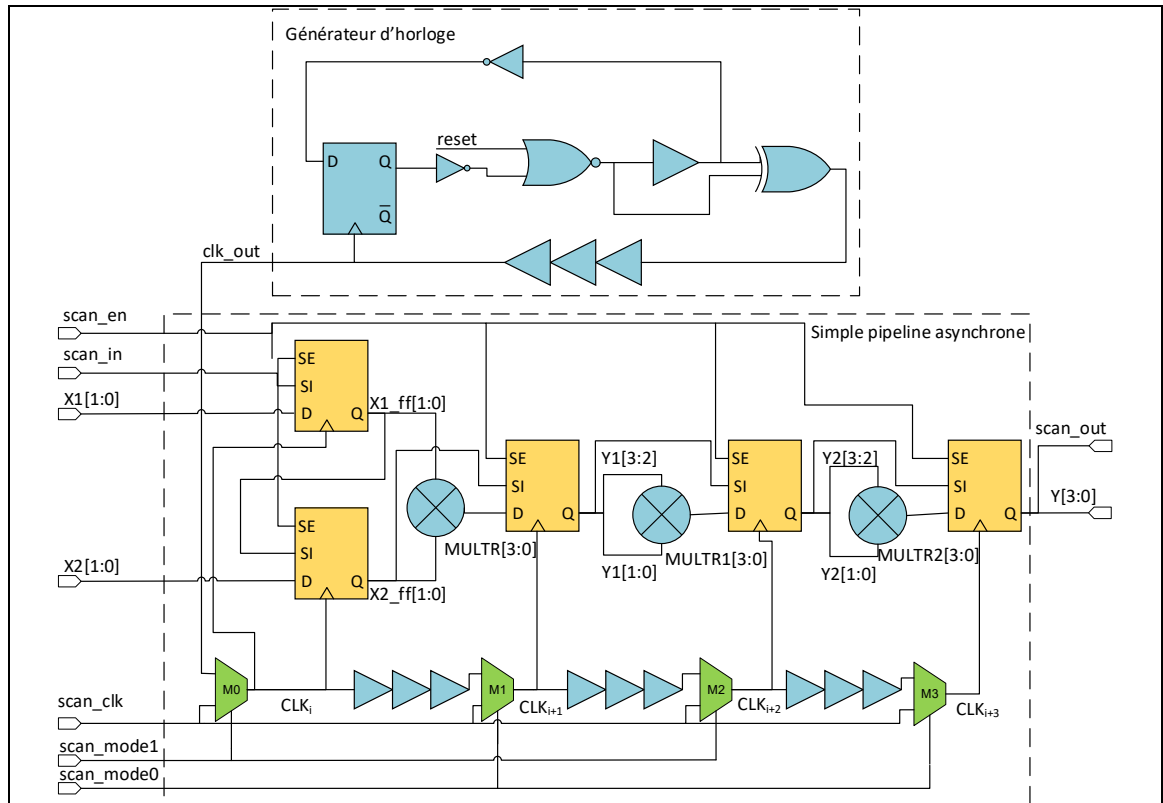 Générateur d'horloge
reset
D Q
Q
clk_out
scan_en
Simple pipeline asynchrone
scan_in
SE
SI
X1[1:0]
D Q
X1_ff[1:0]
scan_out
SE
SI
D Q
Y1[3:2]
SE
SI
D Q
Y2[3:2]
SE
SI
D Q
Y[3:0]
SE
SI
MULTR[3:0]
MULTR1[3:0]
MULTR2[3:0]
X2[1:0]
D Q
X2_ff[1:0]
Y1[1:0]
Y2[1:0]
M0
M1
M2
M3
CLKi
CLKi+1
CLKi+2
CLKi+3
scan_clk
scan_mode1
scan_mode0